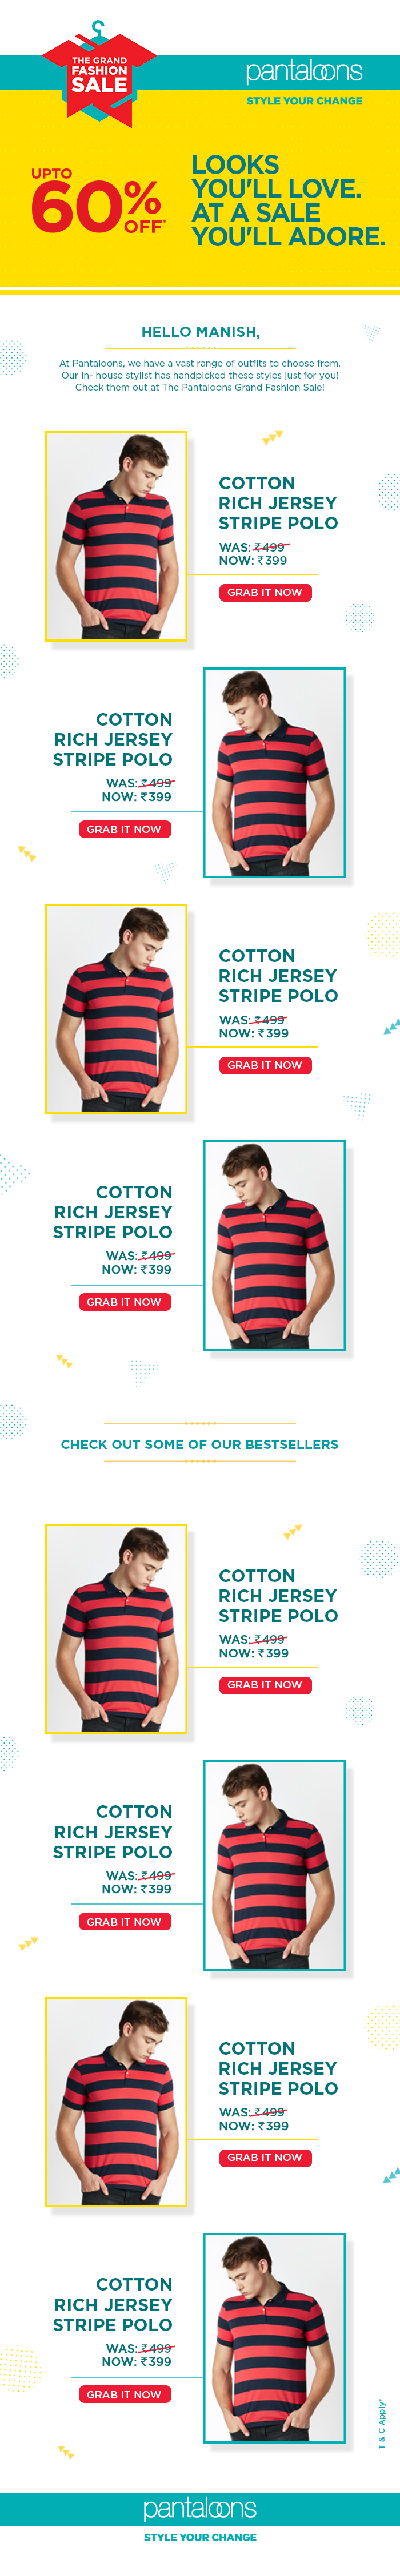 THE GRAND
FASHION
SALE
pantaloons
STYLE YOUR CHANGE
UPTO
60%
OFF*
LOOKS
YOU'LL LOVE.
AT A SALE
YOU'LL ADORE.
HELLO MANISH,
At Pantaloons, we have a vast range of outfits to choose from.
Our in- house stylist has handpicked these styles just for you!
Check them out at The Pantaloons Grand Fashion Sale!
COTTON
RICH JERSEY
STRIPE POLO
WAS: ₹499
NOW: ₹399
GRAB IT NOW
COTTON
RICH JERSEY
STRIPE POLO
WAS: ₹499
NOW: ₹399
GRAB IT NOW
COTTON
RICH JERSEY
STRIPE POLO
WAS: ₹499
NOW: ₹399
GRAB IT NOW
COTTON
RICH JERSEY
STRIPE POLO
WAS: ₹499
NOW: ₹399
GRAB IT NOW
CHECK OUT SOME OF OUR BESTSELLERS
COTTON
RICH JERSEY
STRIPE POLO
WAS: ₹499
NOW: ₹399
GRAB IT NOW
COTTON
RICH JERSEY
STRIPE POLO
WAS: ₹499
NOW: ₹399
GRAB IT NOW
COTTON
RICH JERSEY
STRIPE POLO
WAS: ₹499
NOW: ₹399
GRAB IT NOW
COTTON
RICH JERSEY
STRIPE POLO
WAS: ₹499
NOW: ₹399
GRAB IT NOW
T & C Apply*
pantaloons
STYLE YOUR CHANGE